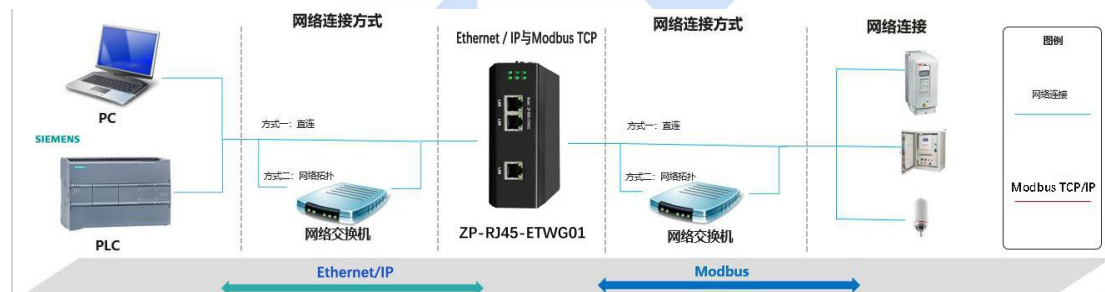 网络连接方式
Ethernet / IP与Modbus TCP
网络连接方式
网络连接
图例
网络连接
Modbus TCP/IP
PC
SIEMENS
PLC
方式一：直连
方式二：网络拓扑
网络交换机
LAN
LAN
LAN
ZP-RJ45-ETWG01
方式一：直连
方式二：网络拓扑
网络交换机
Ethernet/IP
Modbus